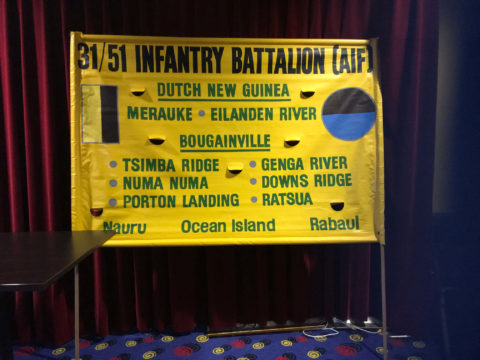 31/51 INFANTRY BATTALION (AIF)
DUTCH NEW GUINEA
MERAUKE • EILANDEN RIVER
BOUGAINVILLE
• TSIMBA RIDGE • GENGA RIVER
• NUMA NUMA • DOWNS RIDGE
• PORTON LANDING • RATSUA
Nauru Ocean Island Rabaul